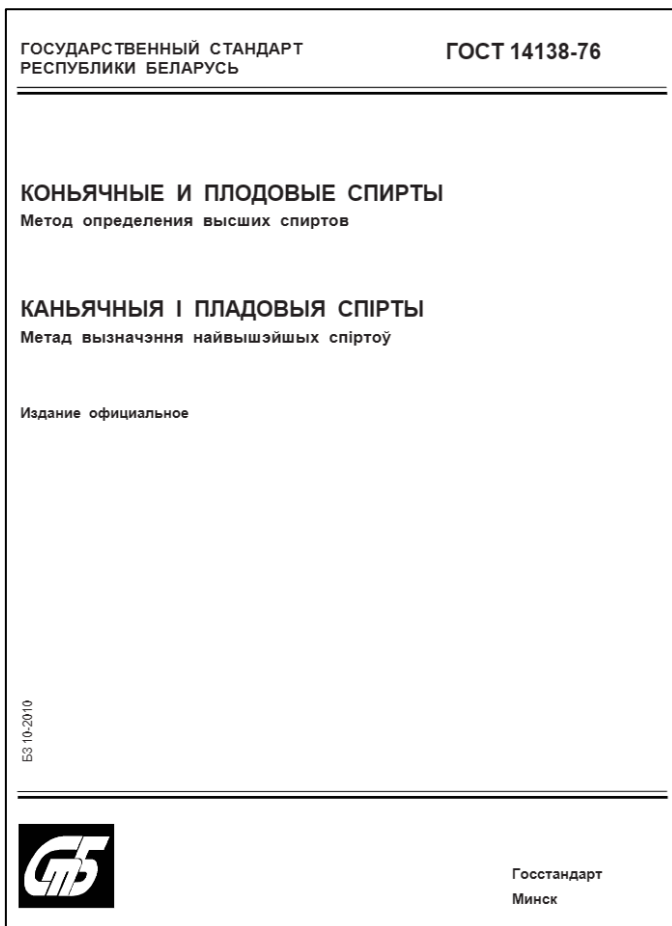 ГОСУДАРСТВЕННЫЙ СТАНДАРТ
РЕСПУБЛИКИ БЕЛАРУСЬ
ГОСТ 14138-76
КОНЬЯЧНЫЕ И ПЛОДОВЫЕ СПИРТЫ
Метод определения высших спиртов
КАНЬЯЧНЫЯ І ПЛАДОВЫЯ СПІРТЫ
Метад вызначэння найвышэйшых спіртоў
Издание официальное
БЗ 10-2010
СТБ
Госстандарт
Минск